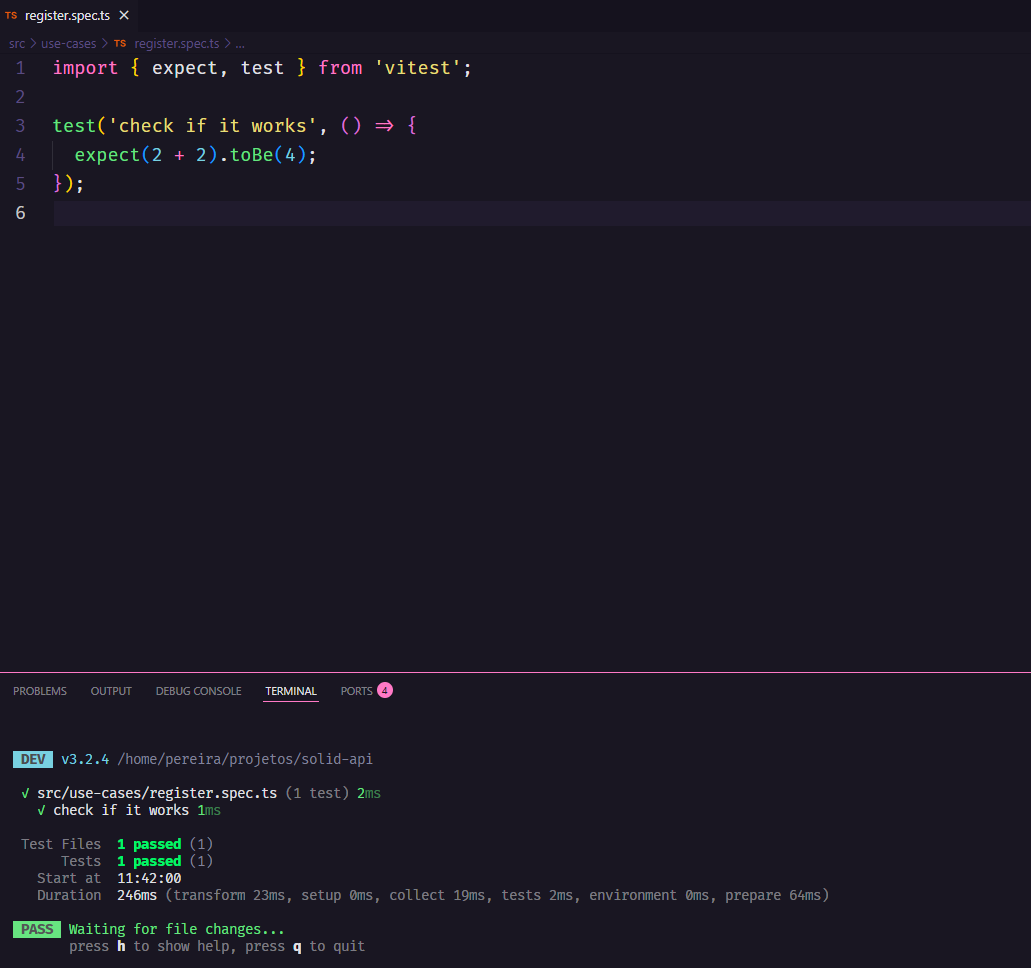 TS register.spec.ts ×
src > use-cases > TS register.spec.ts > ...
1 import { expect, test } from 'vitest';
2
3 test('check if it works', () => {
4   expect(2 + 2).toBe(4);
5 });
6
PROBLEMS OUTPUT DEBUG CONSOLE TERMINAL PORTS 4
DEV v3.2.4 /home/pereira/projetos/solid-api
√ src/use-cases/register.spec.ts (1 test) 2ms
√ check if it works 1ms
Test Files 1 passed (1)
Tests 1 passed (1)
Start at 11:42:00
Duration 246ms (transform 23ms, setup 0ms, collect 19ms, tests 2ms, environment 0ms, prepare 64ms)
PASS Waiting for file changes...
press h to show help, press q to quit